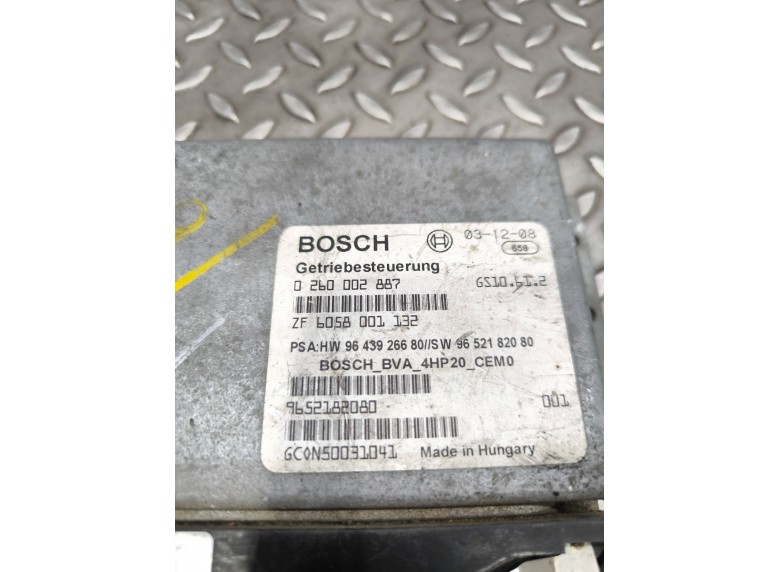 BOSCH 03-12-08
658
Getriebesteuerung
0 260 002 887 GS10.51.2
ZF 6058 001 132
PSA:HW 96 439 266 80//SW 96 521 820 80
BOSCH_BVA_4HP20_CEM0
9652182080 001
GC0N50031041 Made in Hungary